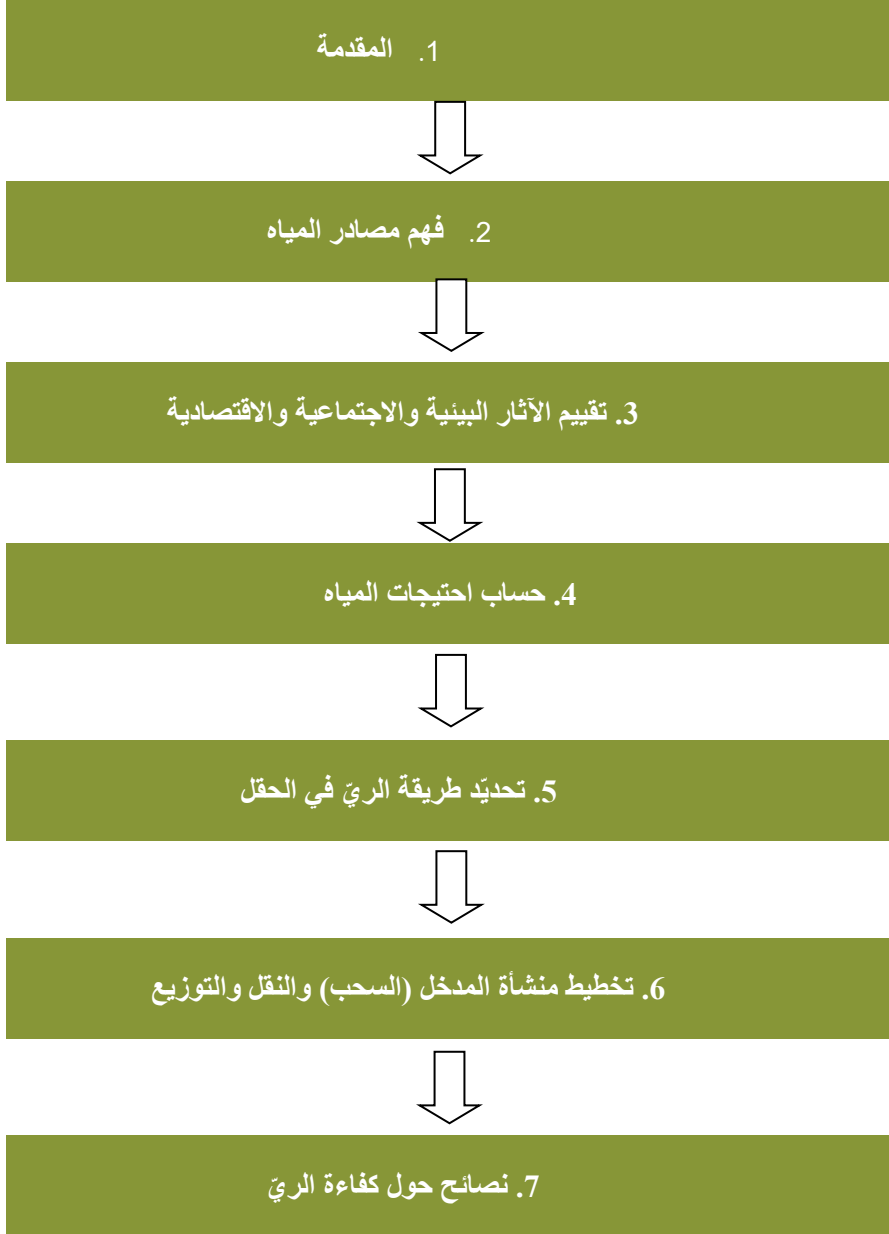 1. المقدمة
2. فهم مصادر المياه
3. تقييم الآثار البيئية والاجتماعية والاقتصادية
4. حساب احتيجات المياه
5. تحديّد طريقة الريّ في الحقل
6. تخطيط منشأة المدخل (السحب) والنقل والتوزيع
7. نصائح حول كفاءة الريّ